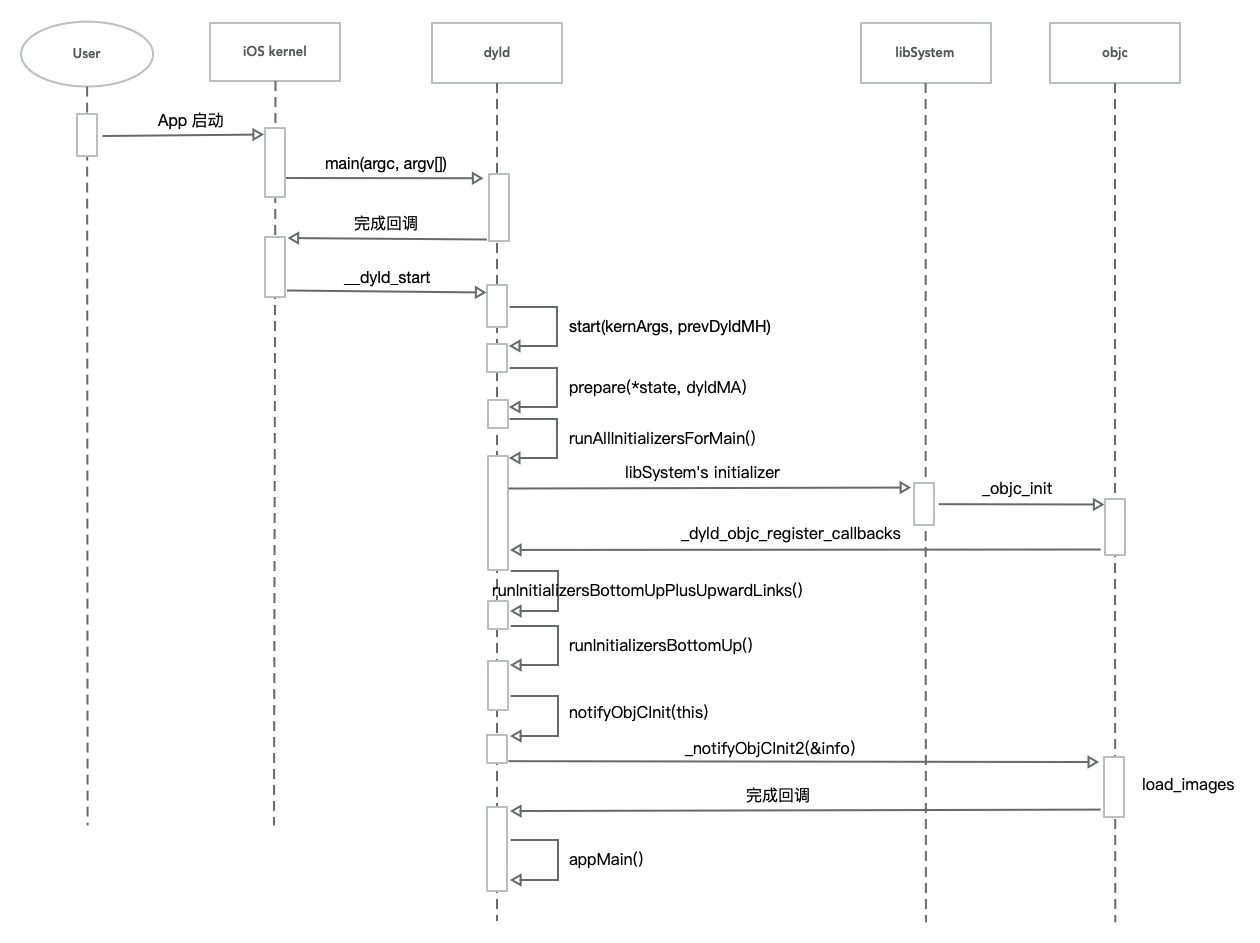 User
iOS kernel
dyld
libSystem
objc
App 启动
main(argc, argv[])
完成回调
__dyld_start
start(kernArgs, prevDyldMH)
prepare(*state, dyldMA)
runAllInitializersForMain()
libSystem's initializer
_objc_init
_dyld_objc_register_callbacks
runInitializersBottomUpPlusUpwardLinks()
runInitializersBottomUp()
notifyObjCInit(this)
_notifyObjCInit2(&info)
load_images
完成回调
appMain()